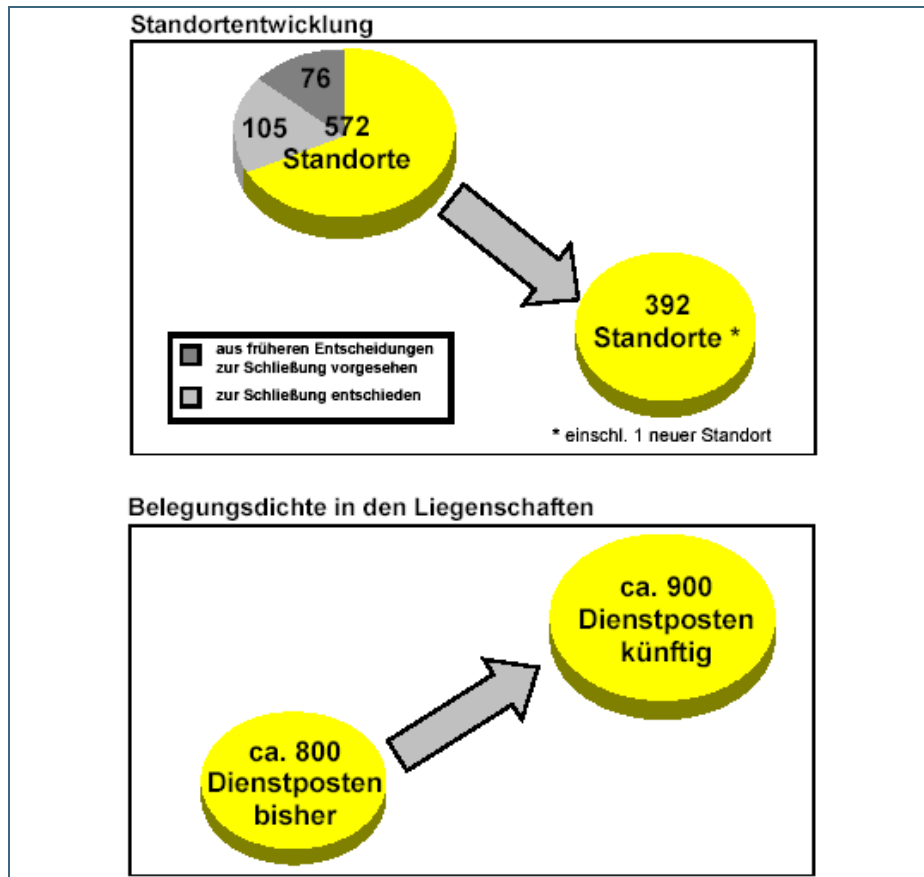 Standortentwicklung
76
105
572
Standorte
392
Standorte *
aus früheren Entscheidungen
zur Schließung vorgesehen
zur Schließung entschieden
* einschl. 1 neuer Standort
Belegungsdichte in den Liegenschaften
ca. 900
Dienstposten
künftig
ca. 800
Dienstposten
bisher